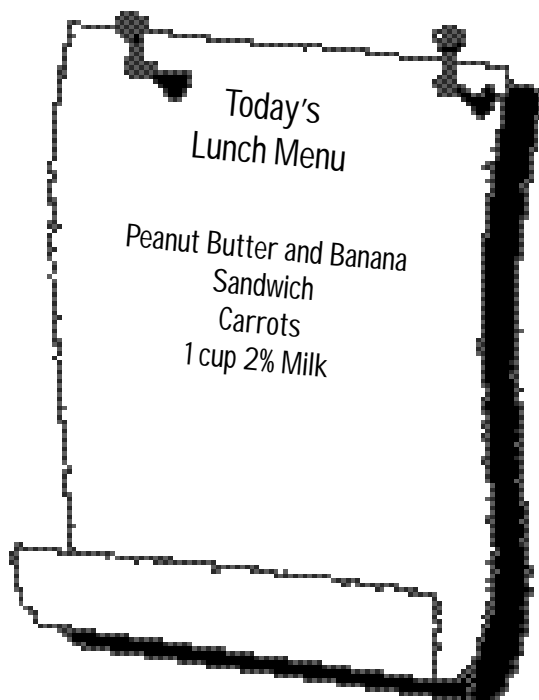 Today's
Lunch Menu
Peanut Butter and Banana
Sandwich
Carrots
1 cup 2% Milk